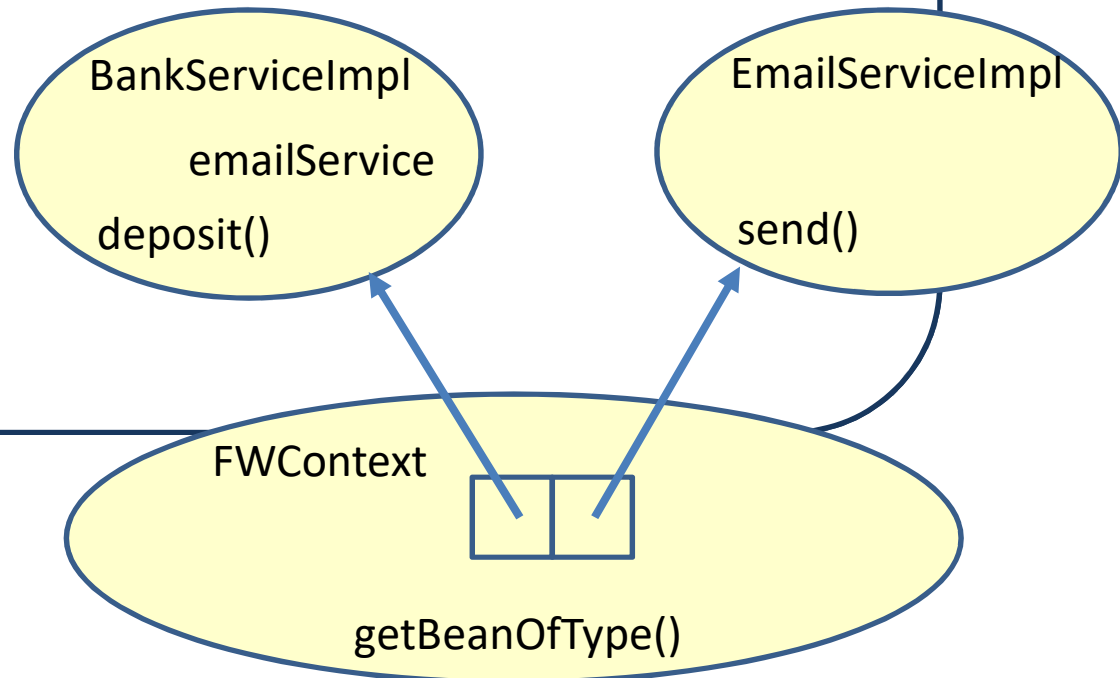 BankServiceImpl
emailService
deposit()
EmailServiceImpl
send()
FWContext
getBeanOfType()